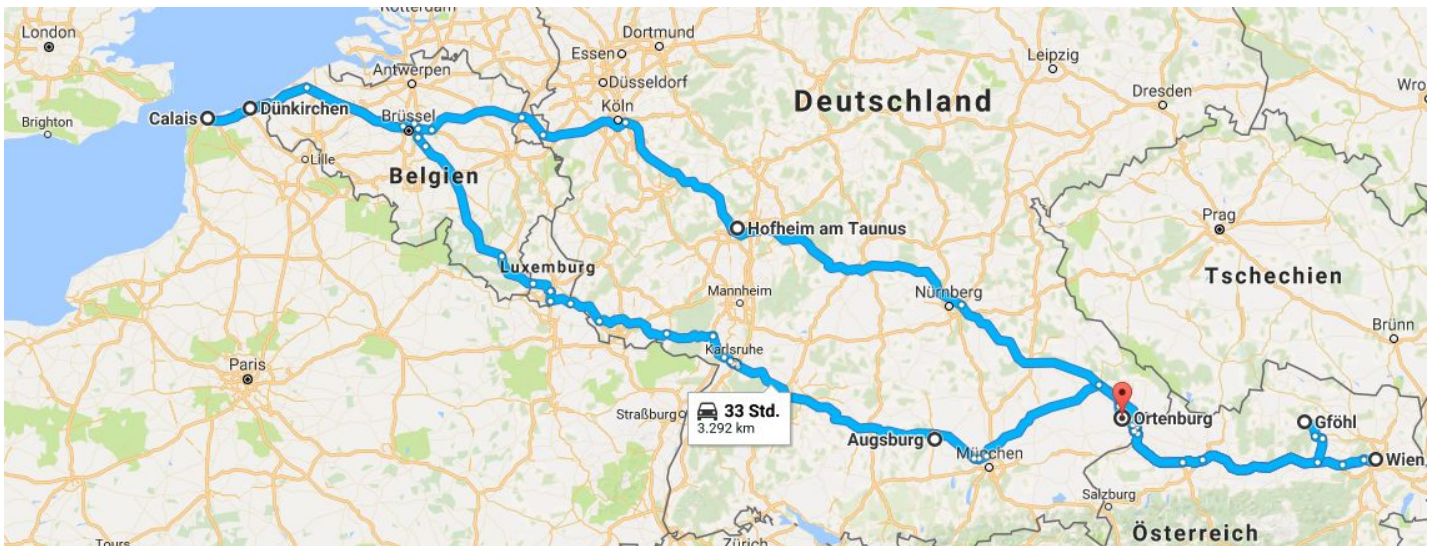 Rotterdam
London
Dortmund
Essen
Leipzig
Antwerpen
Düsseldorf
Dünkirchen
Deutschland
Dresden
Wro
Calais
Brüssel
Köln
Brighton
Lille
Belgien
Hofheim am Taunus
Prag
Luxemburg
Tschechien
Mannheim
Nürnberg
Brünn
Karlsruhe
Paris
33 Std.
3.292 km
Straßburg
Ortenburg
Gföhl
Augsburg
München
Wien
Salzburg
Österreich
Tours
Zürich